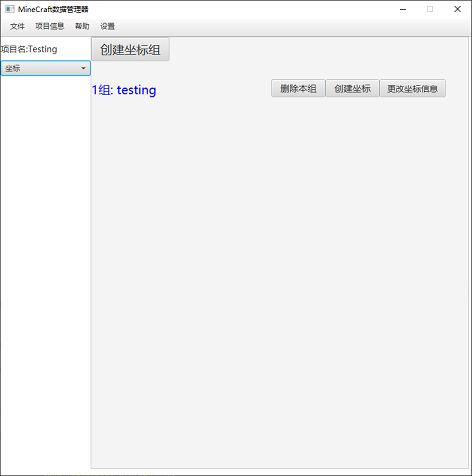 MineCraft数据管理器
文件 项目信息 帮助 设置
项目名:Testing
创建坐标组
坐标
1组: testing
删除本组 创建坐标 更改坐标信息